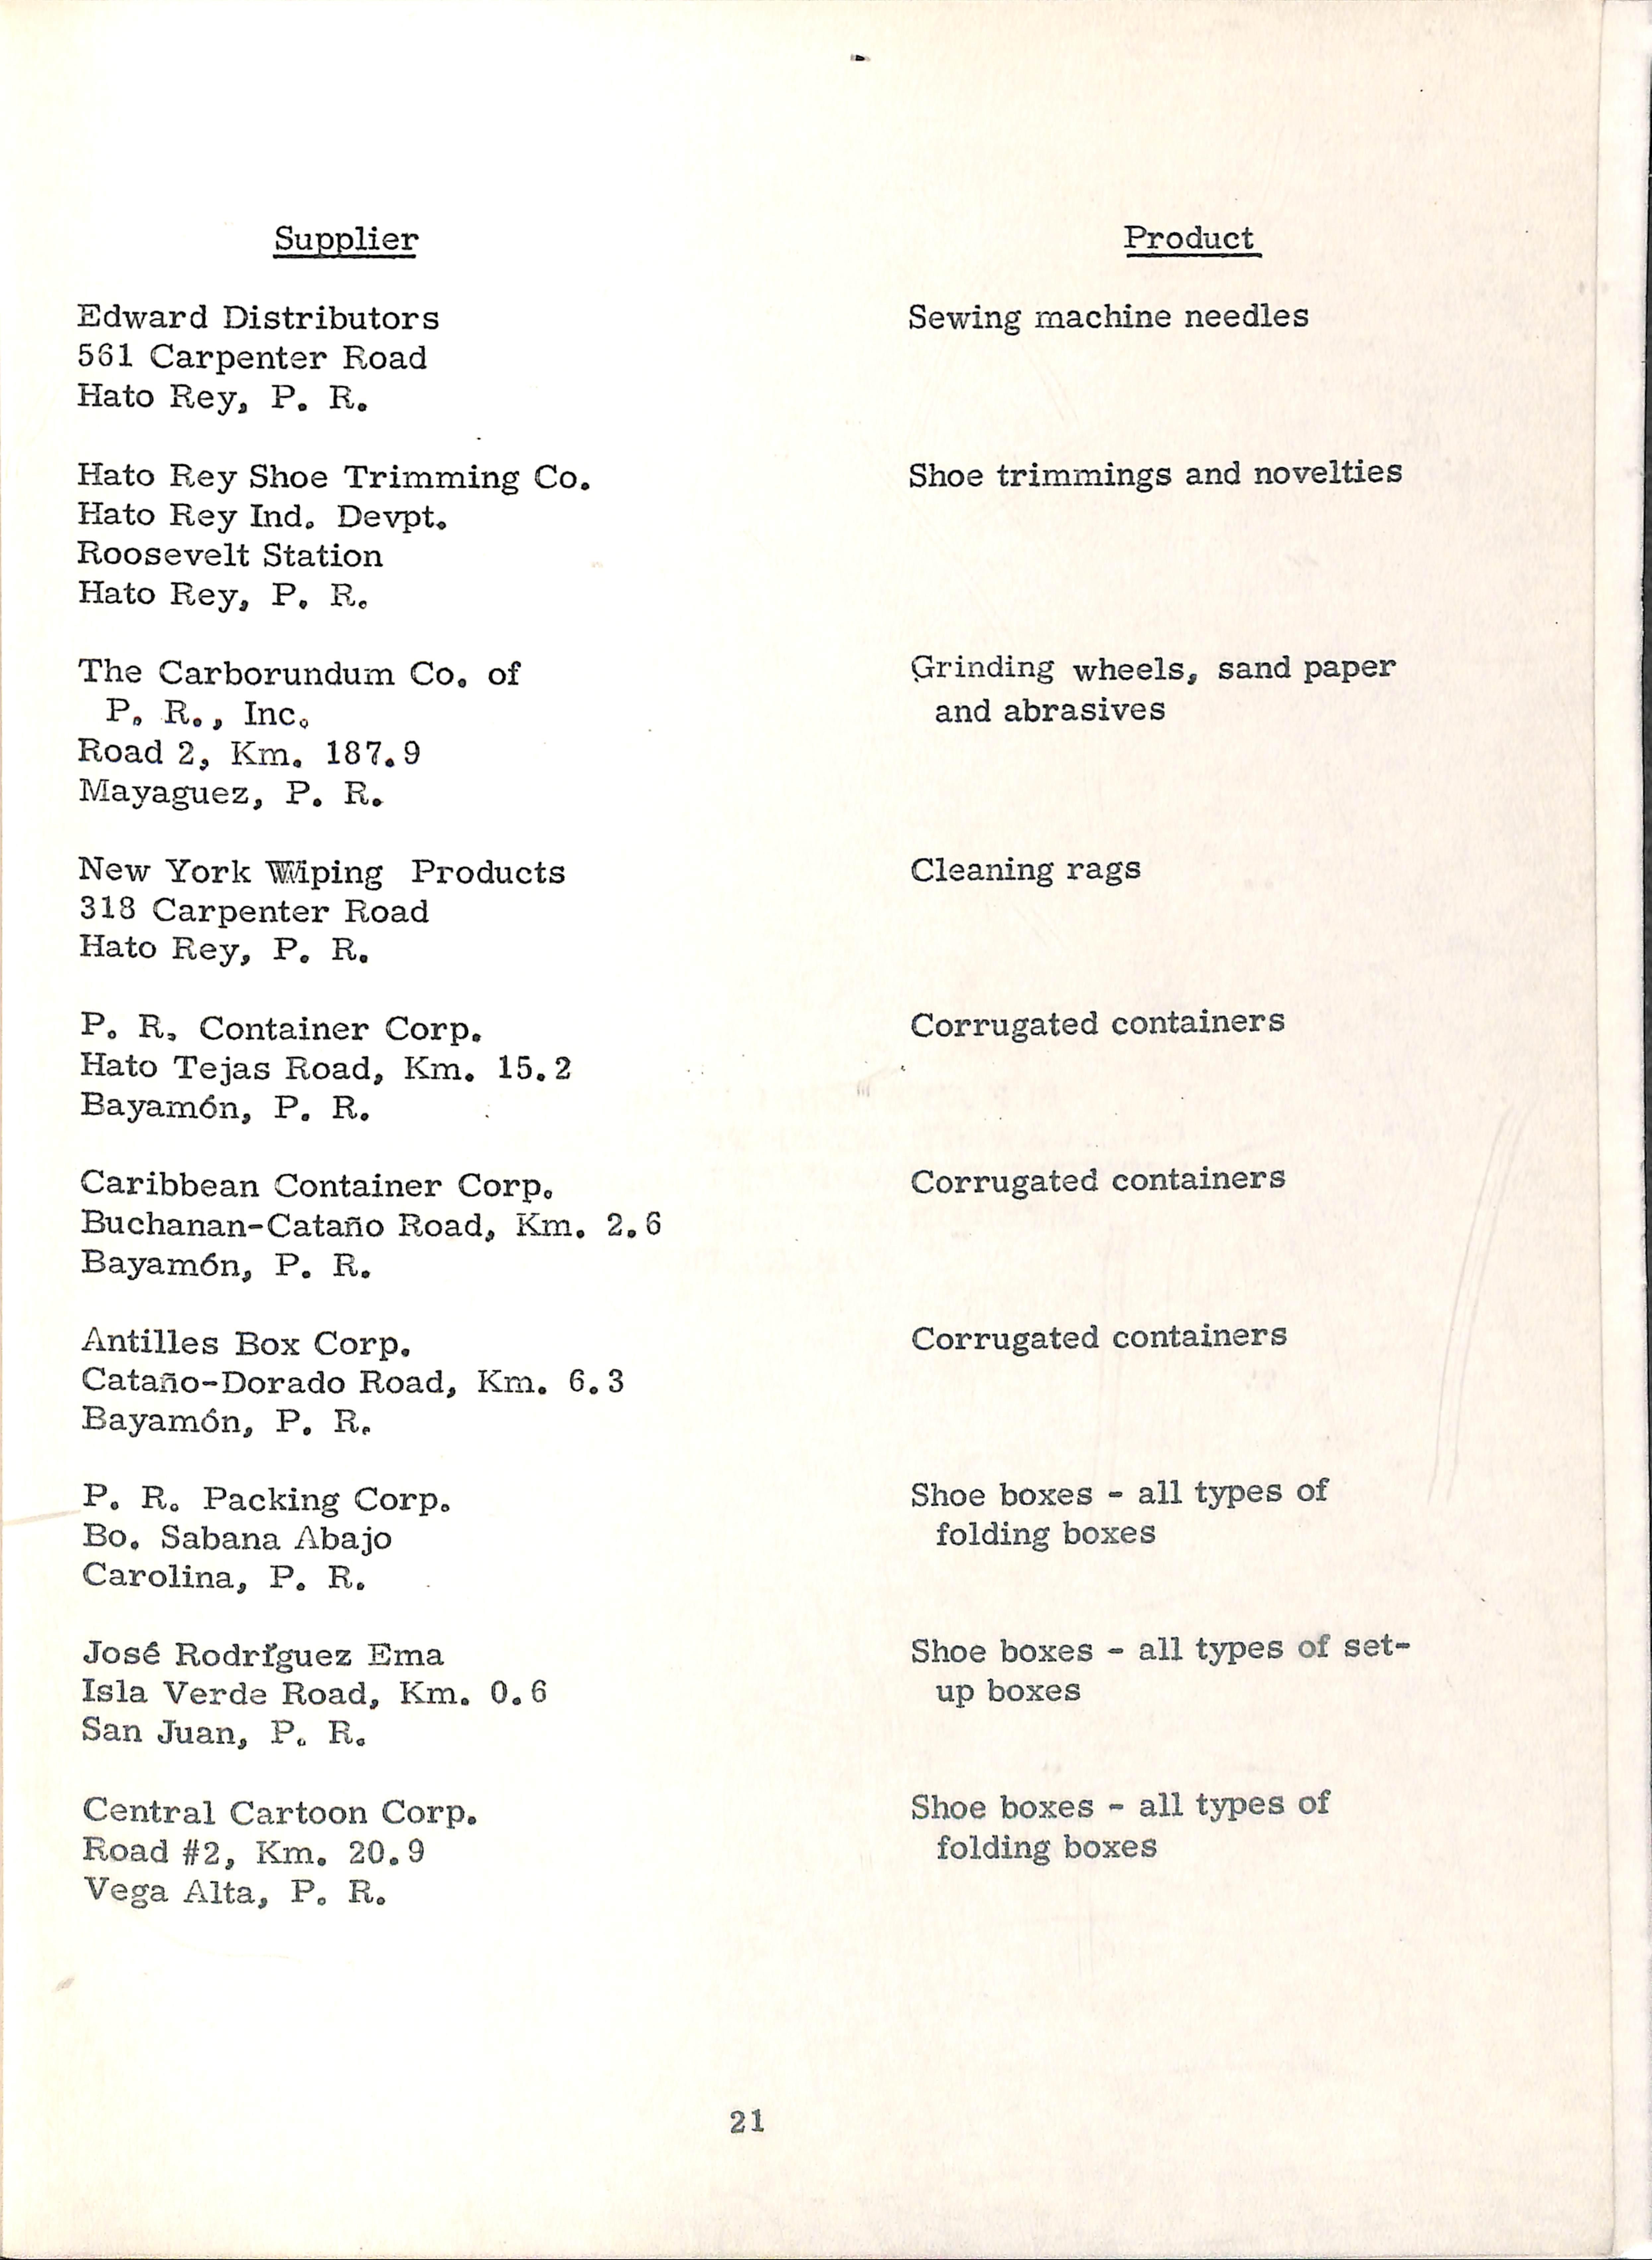 Supplier
Product
Edward Distributors
Sewing machine needles
561 Carpenter Road
Hato Rey, P. R.
Hato Rey Shoe Trimming Co.
Shoe trimmings and novelties
Hato Rey Ind. Devpt.
Roosevelt Station
Hato Rey, P. R.
The Carborundum Co. of
Grinding wheels, sand paper
P. R., Inc.
and abrasives
Road 2, Km. 187.9
Mayaguez, P. R.
New York Wiping Products
Cleaning rags
318 Carpenter Road
Hato Rey, P. R.
P. R. Container Corp.
Corrugated containers
Hato Tejas Road, Km. 15.2
Bayamón, P. R.
Caribbean Container Corp.
Corrugated containers
Buchanan-Cataño Road, Km. 2.6
Bayamón, P. R.
Antilles Box Corp.
Corrugated containers
Cataño-Dorado Road, Km. 6.3
Bayamón, P. R.
P. R. Packing Corp.
Shoe boxes - all types of
Bo. Sabana Abajo
folding boxes
Carolina, P. R.
José Rodríguez Ema
Shoe boxes - all types of set-
Isla Verde Road, Km. 0.6
up boxes
San Juan, P. R.
Central Cartoon Corp.
Shoe boxes - all types of
Road #2, Km. 20.9
folding boxes
Vega Alta, P. R.
21